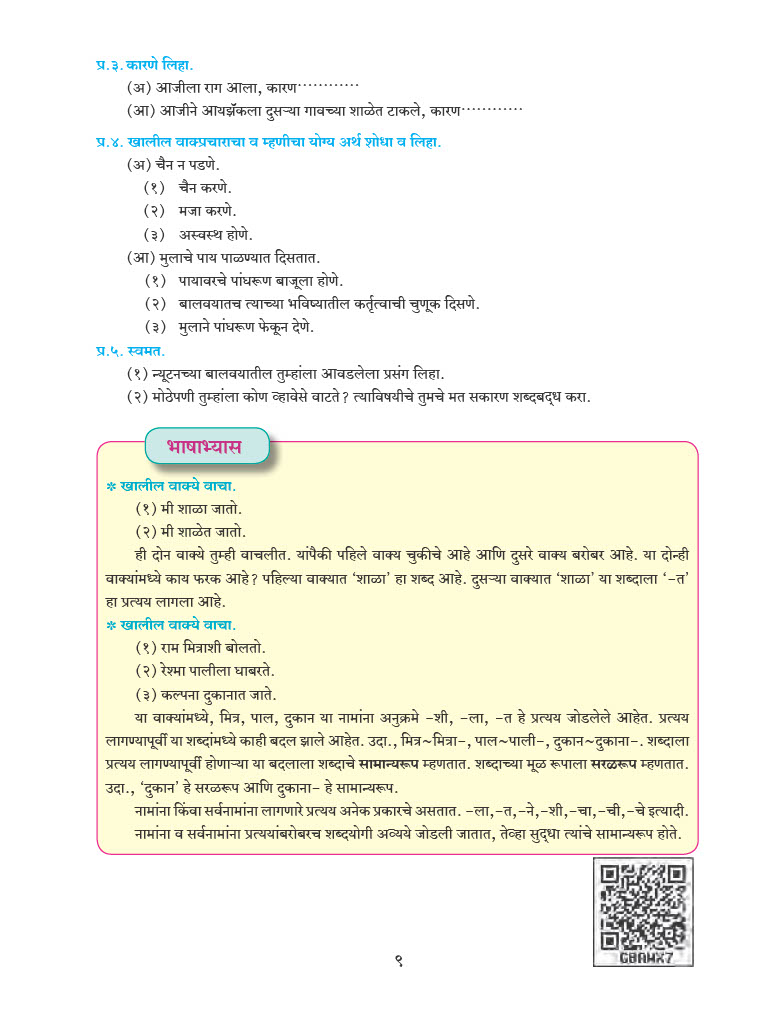 प्र.३. कारणे लिहा.
(अ) आजीला राग आला, कारण············
(आ) आजीने आयझॅकला दुसऱ्या गावच्या शाळेत टाकले, कारण············
प्र.४. खालील वाक्प्रचाराचा व म्हणीचा योग्य अर्थ शोधा व लिहा.
(अ) चैन न पडणे.
(१) चैन करणे.
(२) मजा करणे.
(३) अस्वस्थ होणे.
(आ) मुलाचे पाय पाळण्यात दिसतात.
(१) पायावरचे पांघरूण बाजूला होणे.
(२) बालवयातच त्याच्या भविष्यातील कर्तृत्वाची चुणूक दिसणे.
(३) मुलाने पांघरूण फेकून देणे.
प्र.५. स्वमत.
(१) न्यूटनच्या बालवयातील तुम्हांला आवडलेला प्रसंग लिहा.
(२) मोठेपणी तुम्हांला कोण व्हावेसे वाटते? त्याविषयीचे तुमचे मत सकारण शब्दबद्ध करा.
भाषाभ्यास
* खालील वाक्ये वाचा.
(१) मी शाळा जातो.
(२) मी शाळेत जातो.
ही दोन वाक्ये तुम्ही वाचलीत. यांपैकी पहिले वाक्य चुकीचे आहे आणि दुसरे वाक्य बरोबर आहे. या दोन्ही
वाक्यांमध्ये काय फरक आहे? पहिल्या वाक्यात ‘शाळा’ हा शब्द आहे. दुसऱ्या वाक्यात ‘शाळा’ या शब्दाला ‘–त’
हा प्रत्यय लागला आहे.
* खालील वाक्ये वाचा.
(१) राम मित्राशी बोलतो.
(२) रेश्मा पालीला घाबरते.
(३) कल्पना दुकानात जाते.
या वाक्यांमध्ये, मित्र, पाल, दुकान या नामांना अनुक्रमे –शी, –ला, –त हे प्रत्यय जोडलेले आहेत. प्रत्यय
लागण्यापूर्वी या शब्दांमध्ये काही बदल झाले आहेत. उदा., मित्र~मित्रा–, पाल~पाली–, दुकान~दुकाना–. शब्दाला
प्रत्यय लागण्यापूर्वी होणाऱ्या या बदलाला शब्दाचे सामान्यरूप म्हणतात. शब्दाच्या मूळ रूपाला सरळरूप म्हणतात.
उदा., ‘दुकान’ हे सरळरूप आणि दुकाना– हे सामान्यरूप.
नामांना किंवा सर्वनामांना लागणारे प्रत्यय अनेक प्रकारचे असतात. –ला,–त,–ने,–शी,–चा,–ची,–चे इत्यादी.
नामांना व सर्वनामांना प्रत्ययांबरोबरच शब्दयोगी अव्यये जोडली जातात, तेव्हा सुद्धा त्यांचे सामान्यरूप होते.
GBAWX7
९